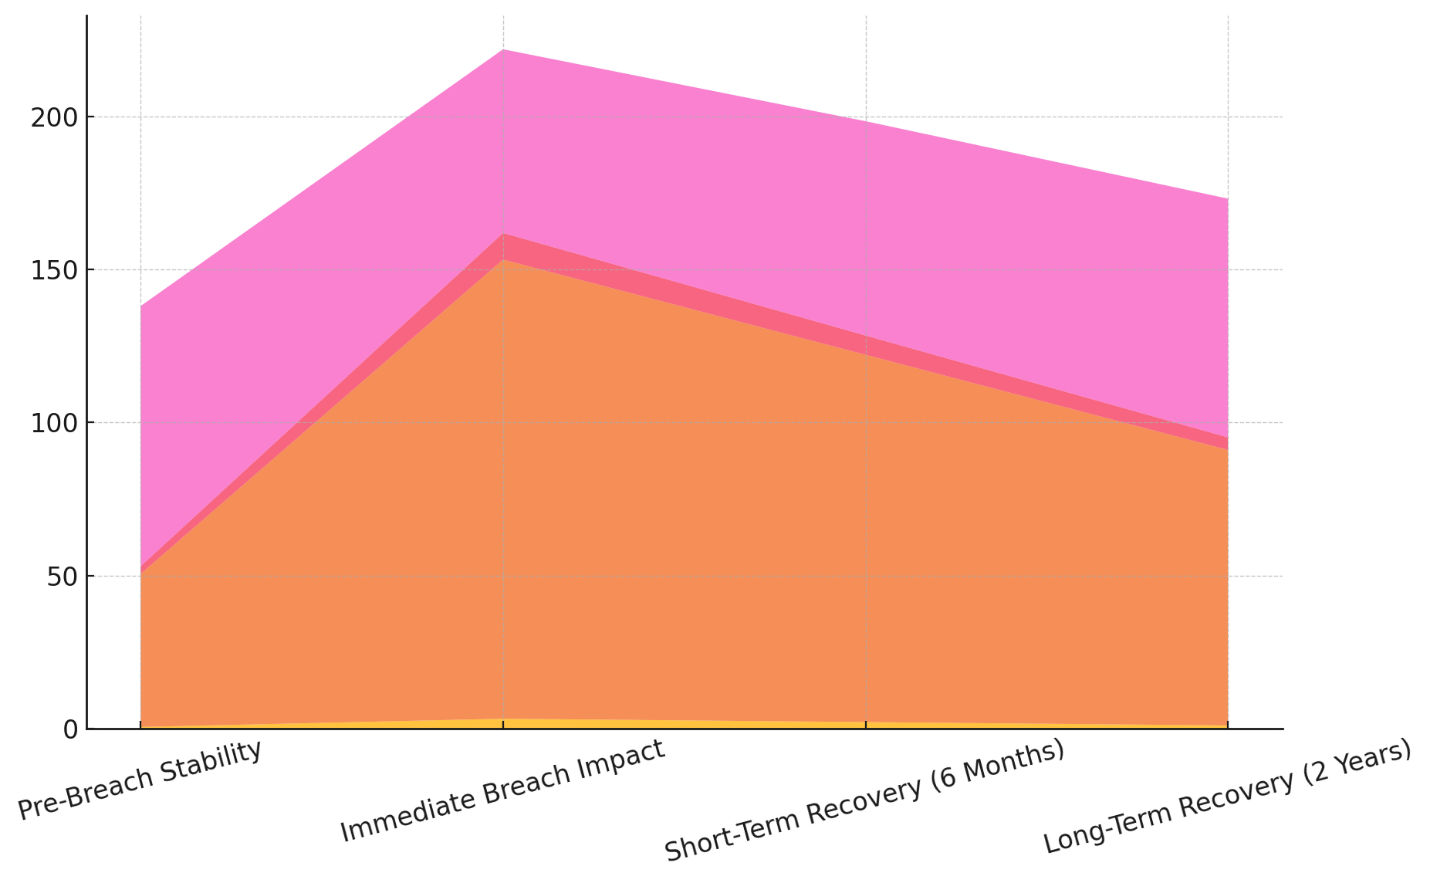 200
150
100
50
0
Pre-Breach Stability
Immediate Breach Impact
Short-Term Recovery (6 Months)
Long-Term Recovery (2 Years)